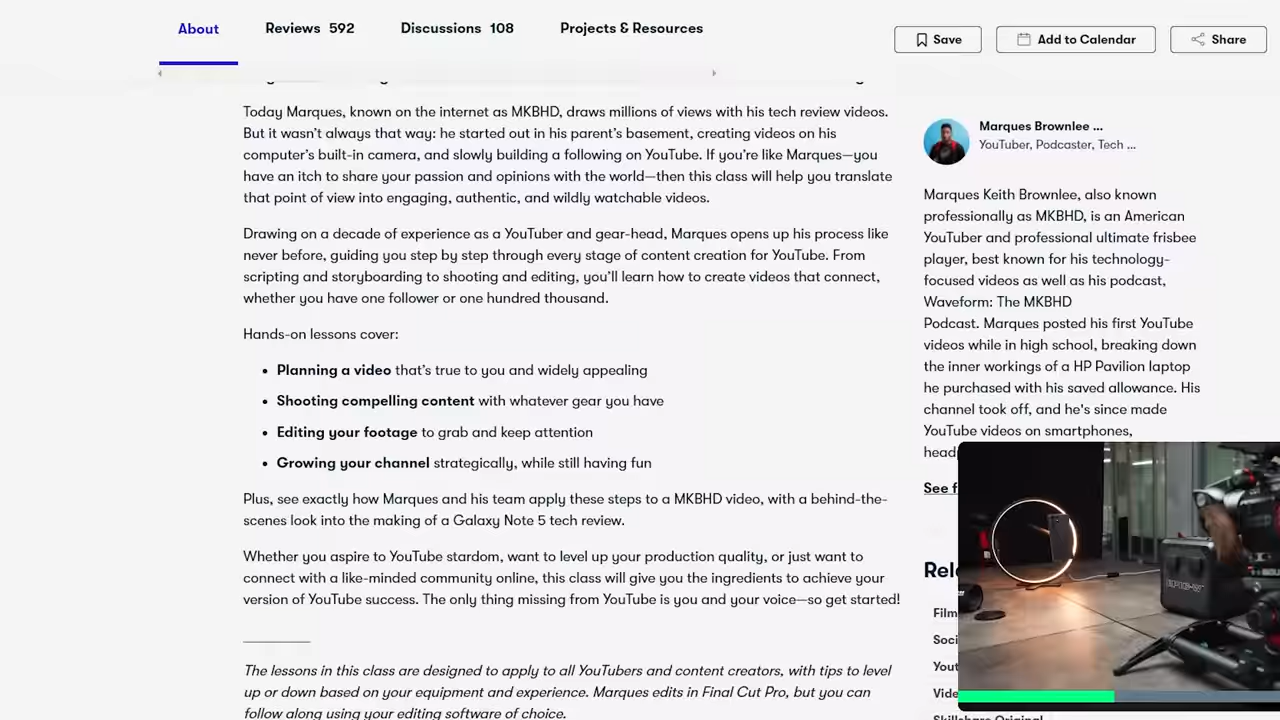 About
Reviews 592
Discussions 108
Projects & Resources
Save
Add to Calendar
Share
Today Marques, known on the internet as MKBHD, draws millions of views with his tech review videos.
But it wasn’t always that way: he started out in his parent’s basement, creating videos on his
computer’s built-in camera, and slowly building a following on YouTube. If you’re like Marques—you
have an itch to share your passion and opinions with the world—then this class will help you translate
that point of view into engaging, authentic, and wildly watchable videos.
Drawing on a decade of experience as a YouTuber and gear-head, Marques opens up his process like
never before, guiding you step by step through every stage of content creation for YouTube. From
scripting and storyboarding to shooting and editing, you’ll learn how to create videos that connect,
whether you have one follower or one hundred thousand.
Hands-on lessons cover:
• Planning a video that’s true to you and widely appealing
• Shooting compelling content with whatever gear you have
• Editing your footage to grab and keep attention
• Growing your channel strategically, while still having fun
Plus, see exactly how Marques and his team apply these steps to a MKBHD video, with a behind-the-
scenes look into the making of a Galaxy Note 5 tech review.
Whether you aspire to YouTube stardom, want to level up your production quality, or just want to
connect with a like-minded community online, this class will give you the ingredients to achieve your
version of YouTube success. The only thing missing from YouTube is you and your voice—so get started!
The lessons in this class are designed to apply to all YouTubers and content creators, with tips to level
up or down based on your equipment and experience. Marques edits in Final Cut Pro, but you can
follow along using your editing software of choice.
Marques Brownlee ...
YouTuber, Podcaster, Tech ...
Marques Keith Brownlee, also known
professionally as MKBHD, is an American
YouTuber and professional ultimate frisbee
player, best known for his technology-
focused videos as well as his podcast,
Waveform: The MKBHD
Podcast. Marques posted his first YouTube
videos while in high school, breaking down
the inner workings of a HP Pavilion laptop
he purchased with his saved allowance. His
channel took off, and he's since made
YouTube videos on smartphones,
See
Film
Skillshare Original